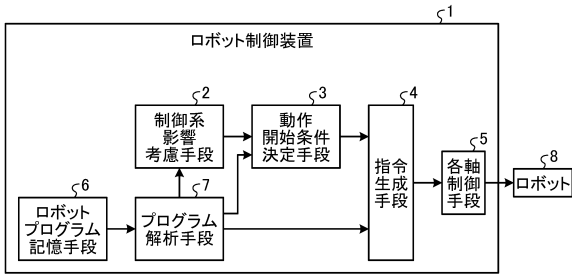 1
ロボット制御装置
2
制御系
影響
考慮手段
3
動作
開始条件
決定手段
4
指令
生成
手段
5
各軸
制御
手段
8
ロボット
6
ロボット
プログラム
記憶手段
7
プログラム
解析手段